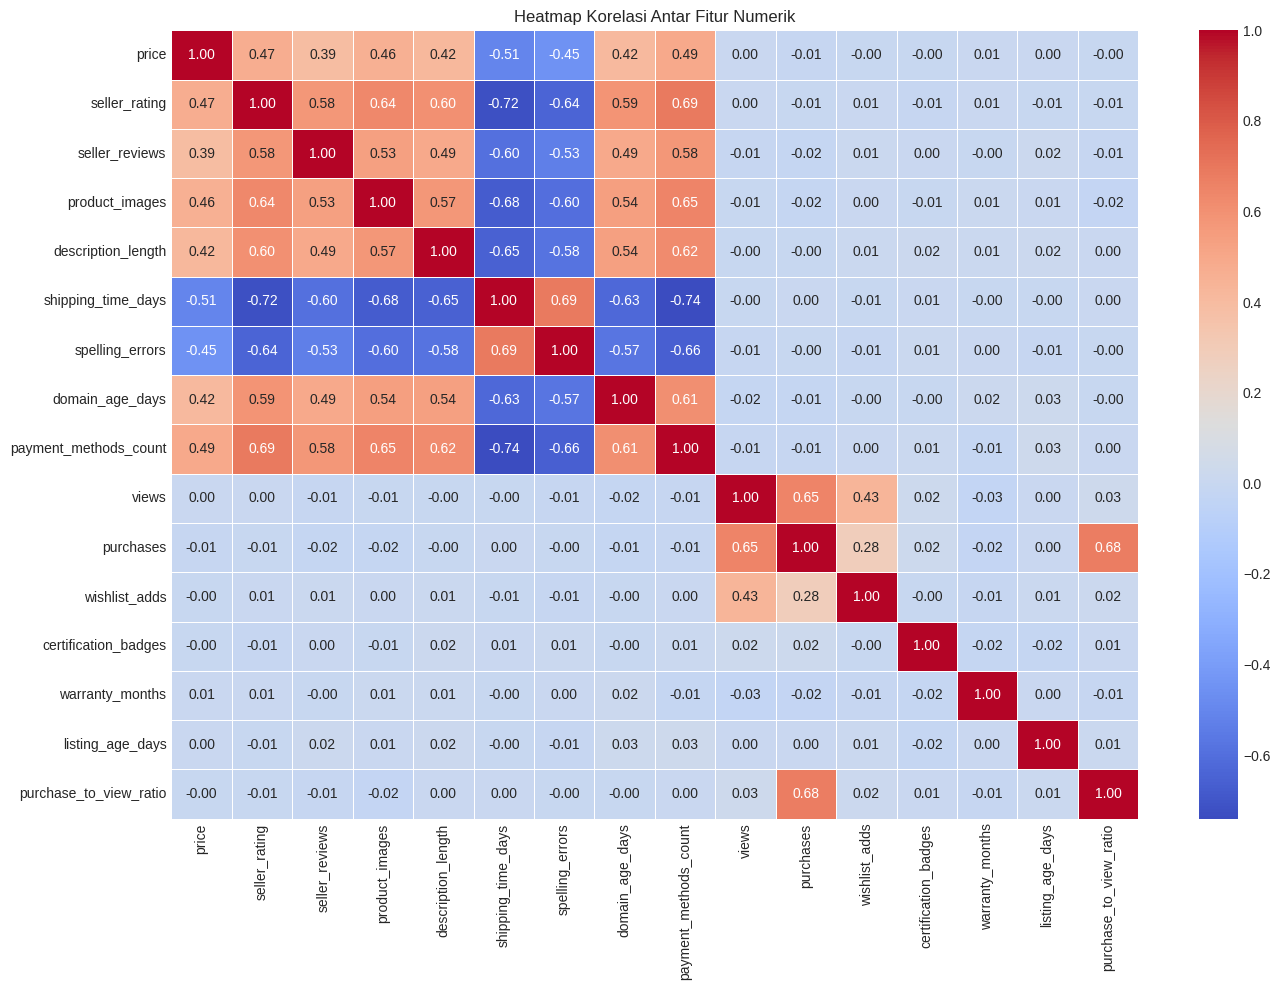 Heatmap Korelasi Antar Fitur Numerik
price 1.00 0.47 0.39 0.46 0.42 -0.51 -0.45 0.42 0.49 0.00 -0.01 -0.00 -0.00 0.01 0.00 -0.00
seller_rating 0.47 1.00 0.58 0.64 0.60 -0.72 -0.64 0.59 0.69 0.00 -0.01 0.01 -0.01 0.01 -0.01 -0.01
seller_reviews 0.39 0.58 1.00 0.53 0.49 -0.60 -0.53 0.49 0.58 -0.01 -0.02 0.01 0.00 -0.00 0.02 -0.01
product_images 0.46 0.64 0.53 1.00 0.57 -0.68 -0.60 0.54 0.65 -0.01 -0.02 0.00 -0.01 0.01 0.01 -0.02
description_length 0.42 0.60 0.49 0.57 1.00 -0.65 -0.58 0.54 0.62 -0.00 -0.00 0.01 0.02 0.01 0.02 0.00
shipping_time_days -0.51 -0.72 -0.60 -0.68 -0.65 1.00 0.69 -0.63 -0.74 -0.00 0.00 -0.01 0.01 -0.00 -0.00 0.00
spelling_errors -0.45 -0.64 -0.53 -0.60 -0.58 0.69 1.00 -0.57 -0.66 -0.01 -0.00 -0.01 0.01 0.00 -0.01 -0.00
domain_age_days 0.42 0.59 0.49 0.54 0.54 -0.63 -0.57 1.00 0.61 -0.02 -0.01 -0.00 -0.00 0.02 0.03 -0.00
payment_methods_count 0.49 0.69 0.58 0.65 0.62 -0.74 -0.66 0.61 1.00 -0.01 -0.01 0.00 0.01 -0.01 0.03 0.00
views 0.00 0.00 -0.01 -0.01 -0.00 -0.00 -0.01 -0.02 -0.01 1.00 0.65 0.43 0.02 -0.03 0.00 0.03
purchases -0.01 -0.01 -0.02 -0.02 -0.00 0.00 -0.00 -0.01 -0.01 0.65 1.00 0.28 0.02 -0.02 0.00 0.68
wishlist_adds -0.00 0.01 0.01 0.00 0.01 -0.01 -0.01 -0.00 0.00 0.43 0.28 1.00 -0.00 -0.01 0.01 0.02
certification_badges -0.00 -0.01 0.00 -0.01 0.02 0.01 0.01 -0.00 0.01 0.02 0.02 -0.00 1.00 -0.02 -0.02 0.01
warranty_months 0.01 0.01 -0.00 0.01 0.01 -0.00 0.00 0.02 -0.01 -0.03 -0.02 -0.01 -0.02 1.00 0.00 -0.01
listing_age_days 0.00 -0.01 0.02 0.01 0.02 -0.00 -0.01 0.03 0.03 0.00 0.00 0.01 -0.02 0.00 1.00 0.01
purchase_to_view_ratio -0.00 -0.01 -0.01 -0.02 0.00 0.00 -0.00 -0.00 0.00 0.03 0.68 0.02 0.01 -0.01 0.01 1.00
price
seller_rating
seller_reviews
product_images
description_length
shipping_time_days
spelling_errors
domain_age_days
payment_methods_count
views
purchases
wishlist_adds
certification_badges
warranty_months
listing_age_days
purchase_to_view_ratio
1.0
0.8
0.6
0.4
0.2
0.0
−0.2
−0.4
−0.6